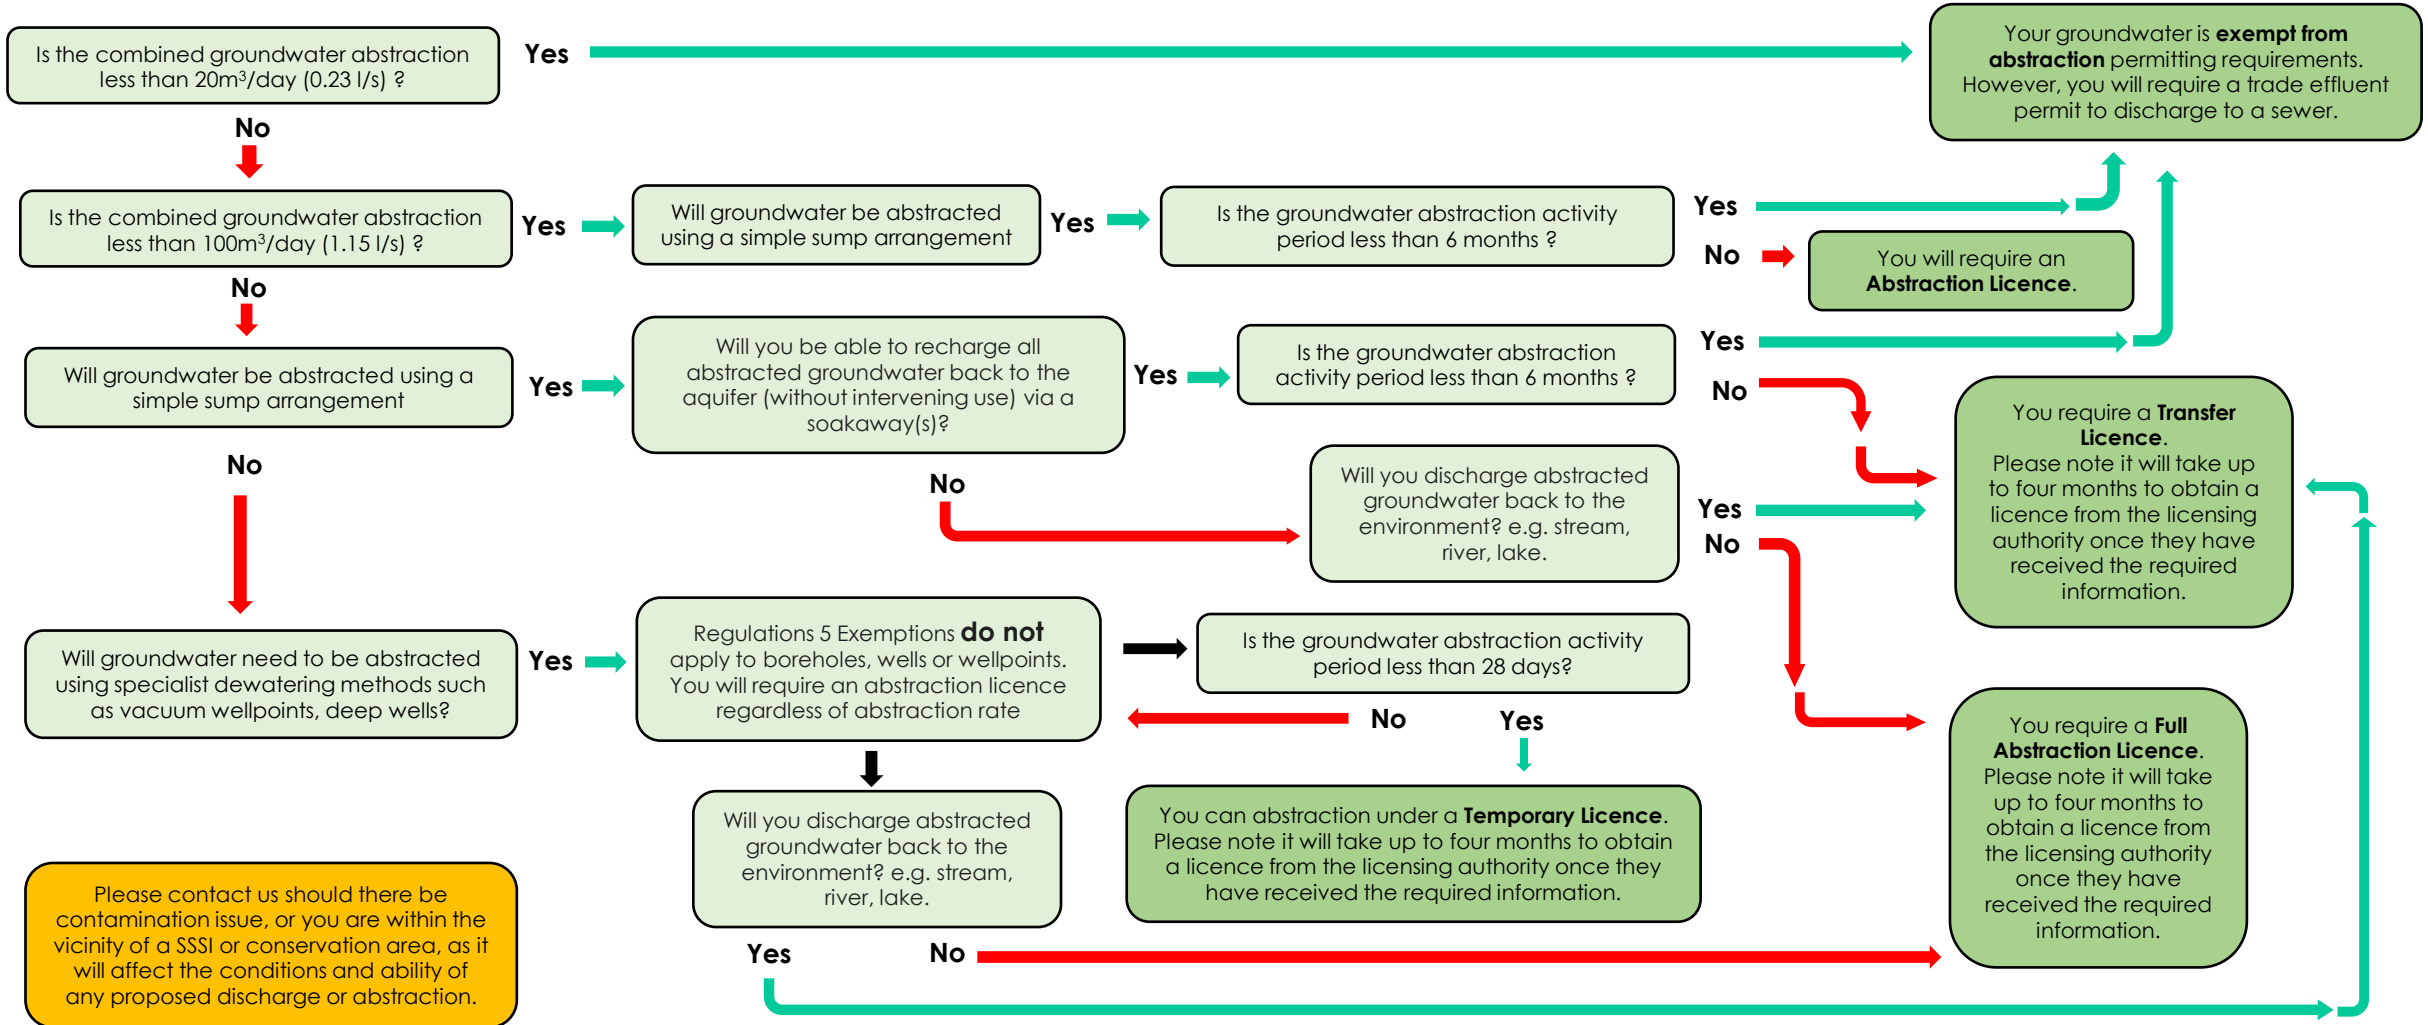 Is the combined groundwater abstraction
less than 20m³/day (0.23 l/s) ?
Yes
Your groundwater is exempt from
abstraction permitting requirements.
However, you will require a trade effluent
permit to discharge to a sewer.
No
Is the combined groundwater abstraction
less than 100m³/day (1.15 l/s) ?
Yes
Will groundwater be abstracted
using a simple sump arrangement
Yes
Is the groundwater abstraction activity
period less than 6 months ?
Yes
No
You will require an
Abstraction Licence.
No
Will groundwater be abstracted using a
simple sump arrangement
Yes
Will you be able to recharge all
abstracted groundwater back to the
aquifer (without intervening use) via a
soakaway(s)?
Yes
Is the groundwater abstraction
activity period less than 6 months ?
Yes
No
You require a Transfer
Licence.
Please note it will take up
to four months to obtain a
licence from the licensing
authority once they have
received the required
information.
No
No
Will you discharge abstracted
groundwater back to the
environment? e.g. stream,
river, lake.
Yes
No
Will groundwater need to be abstracted
using specialist dewatering methods such
as vacuum wellpoints, deep wells?
Yes
Regulations 5 Exemptions do not
apply to boreholes, wells or wellpoints.
You will require an abstraction licence
regardless of abstraction rate
Is the groundwater abstraction activity
period less than 28 days?
No
Yes
You require a Full
Abstraction Licence.
Please note it will take
up to four months to
obtain a licence from
the licensing authority
once they have
received the required
information.
Will you discharge abstracted
groundwater back to the
environment? e.g. stream,
river, lake.
You can abstraction under a Temporary Licence.
Please note it will take up to four months to obtain
a licence from the licensing authority once they
have received the required information.
Please contact us should there be
contamination issue, or you are within the
vicinity of a SSSI or conservation area, as it
will affect the conditions and ability of
any proposed discharge or abstraction.
Yes
No